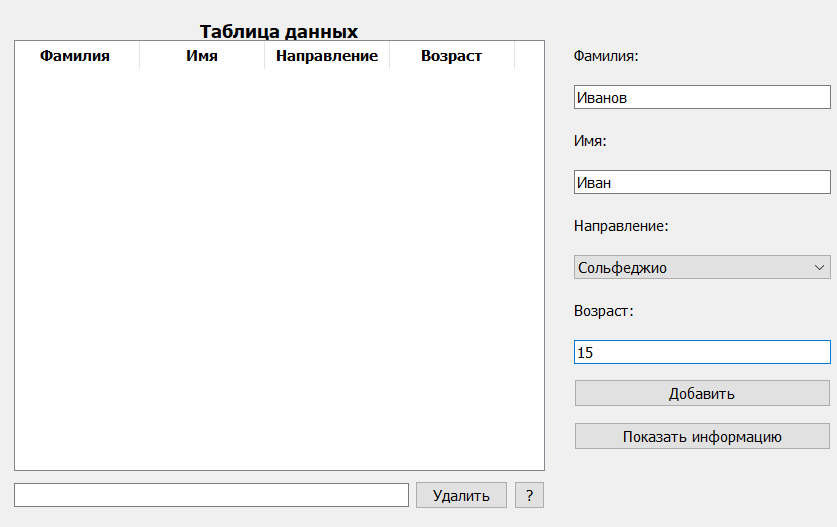 Таблица данных
Фамилия Имя Направление Возраст
Фамилия:
Иванов
Имя:
Иван
Направление:
Сольфеджио
Возраст:
15
Добавить
Показать информацию
Удалить ?